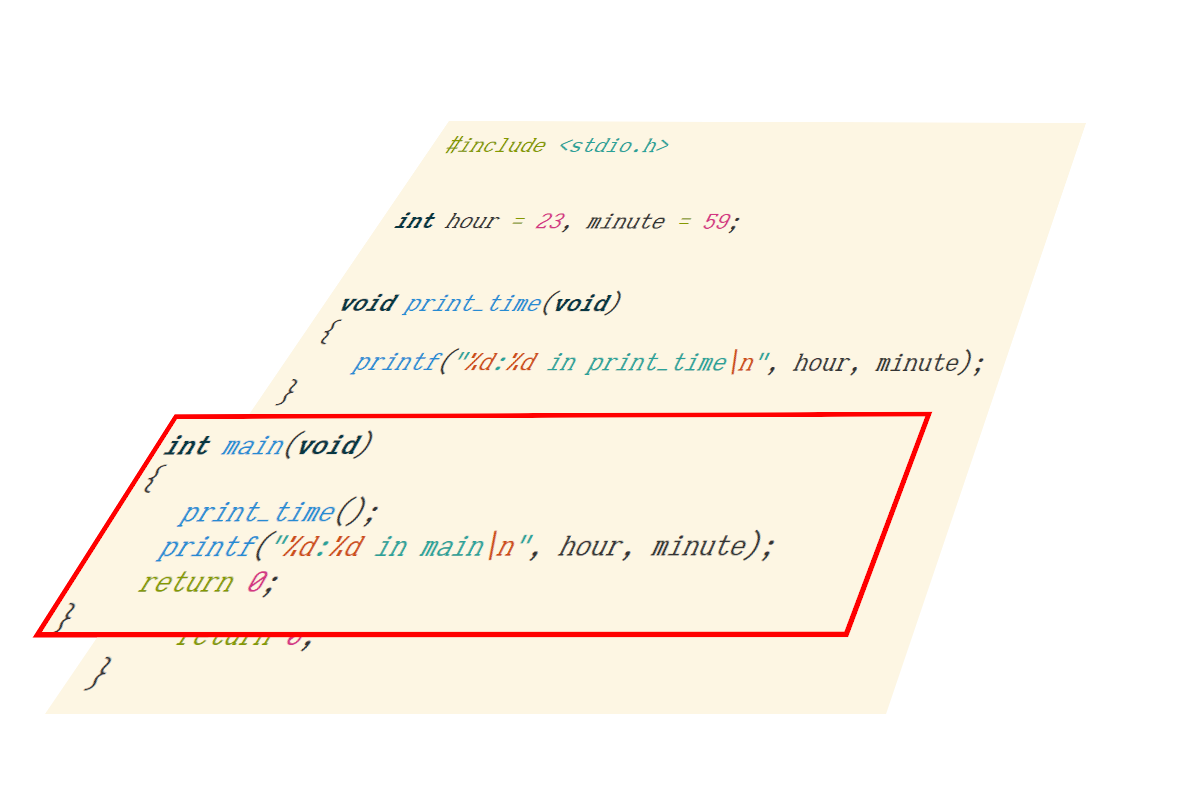 #include <stdio.h>
int hour = 23, minute = 59;
void print_time(void)
{
printf("%d:%d in print_time\n", hour, minute);
}
int main(void)
{
print_time();
printf("%d:%d in main\n", hour, minute);
return 0;
}
return 0;
}